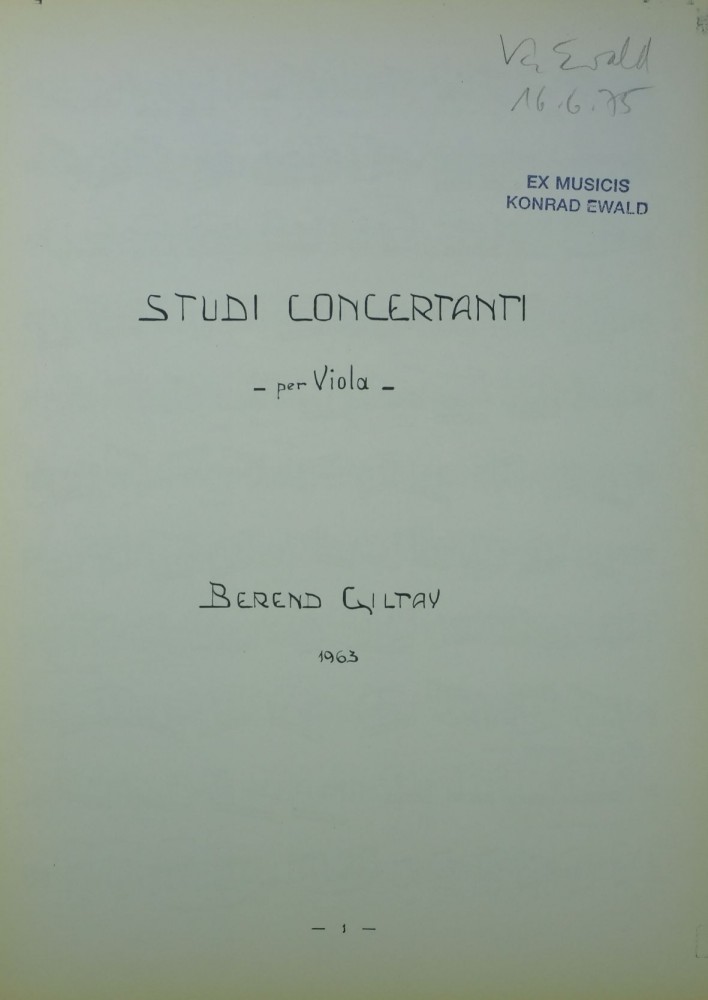 Ewald
16.6.75
EX MUSICIS
KONRAD EWALD
STUDI CONCERTANTI
- per Viola -
BEREND GILTAY
1963
- 1 -